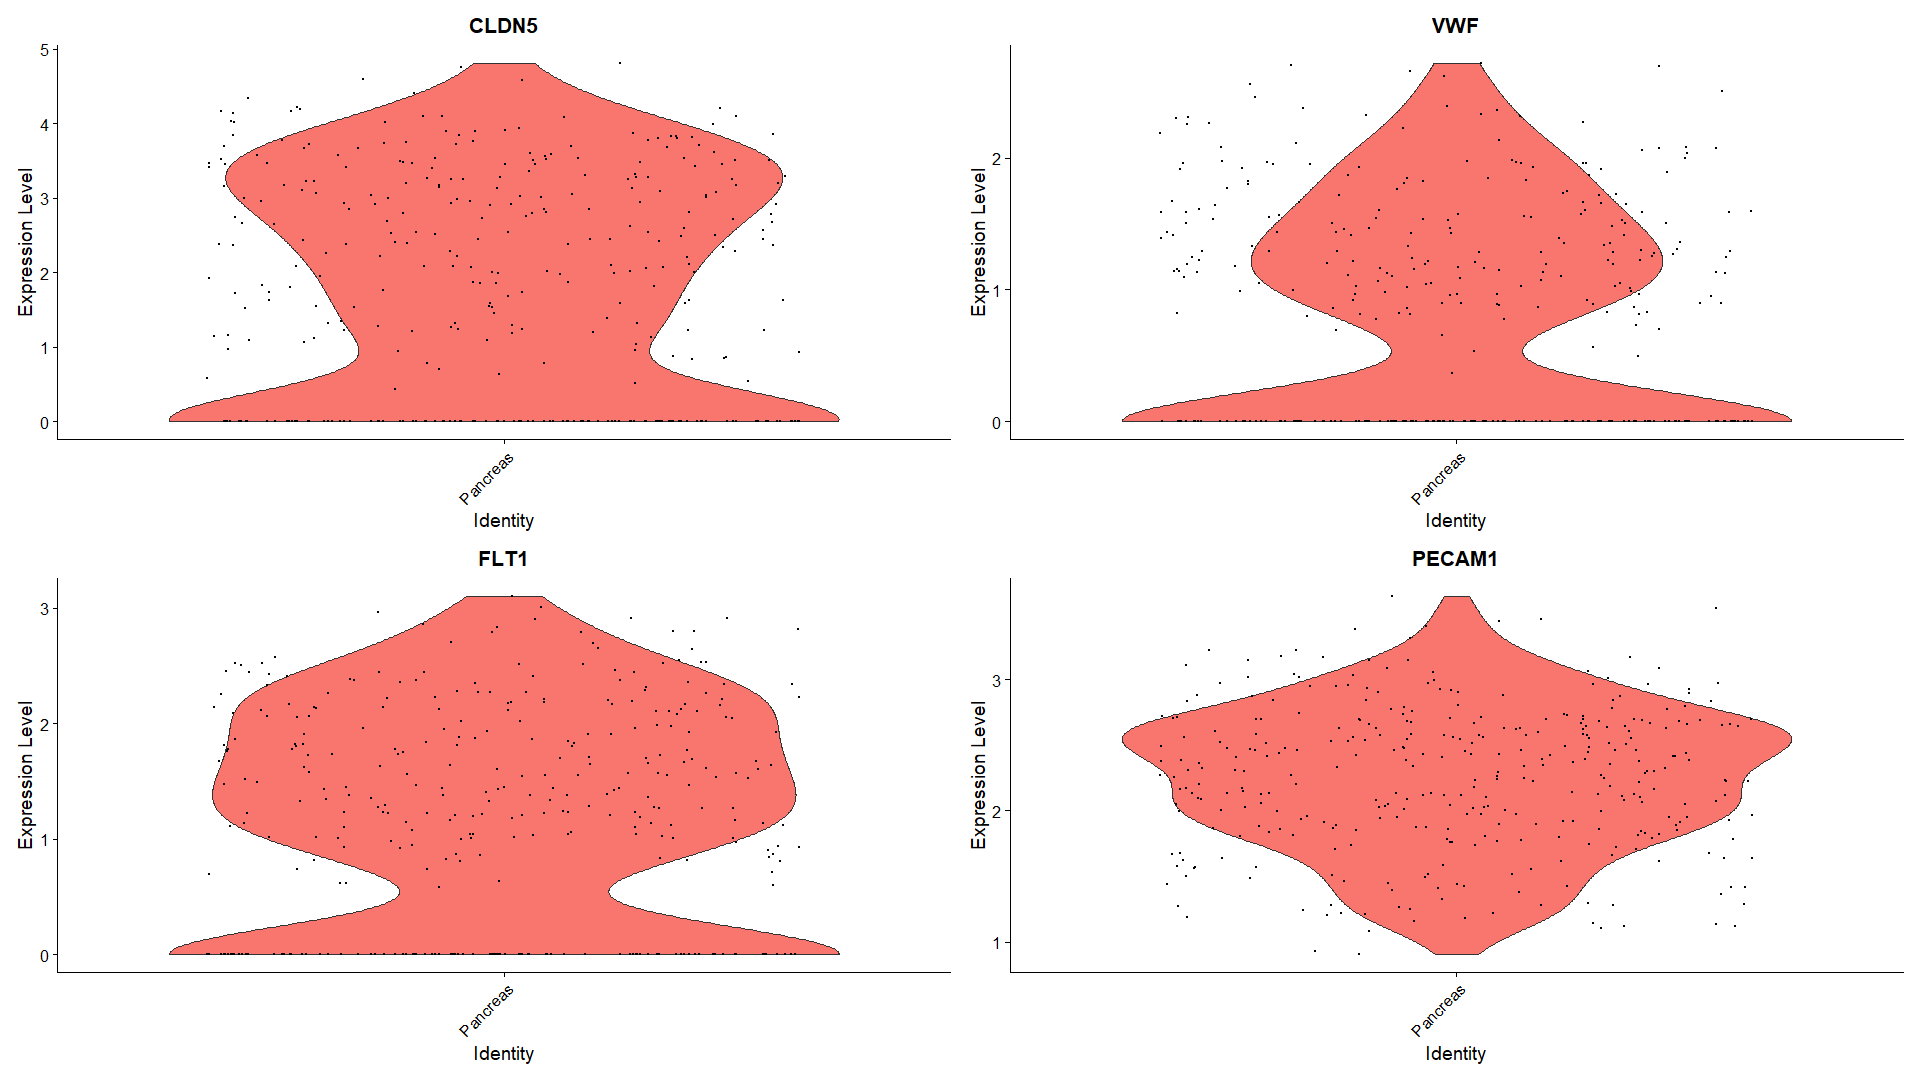 CLDN5
Expression Level
5
4
3
2
1
0
Pancreas
Identity
VWF
Expression Level
2
1
0
Pancreas
Identity
FLT1
Expression Level
3
2
1
0
Pancreas
Identity
PECAM1
Expression Level
3
2
1
Pancreas
Identity